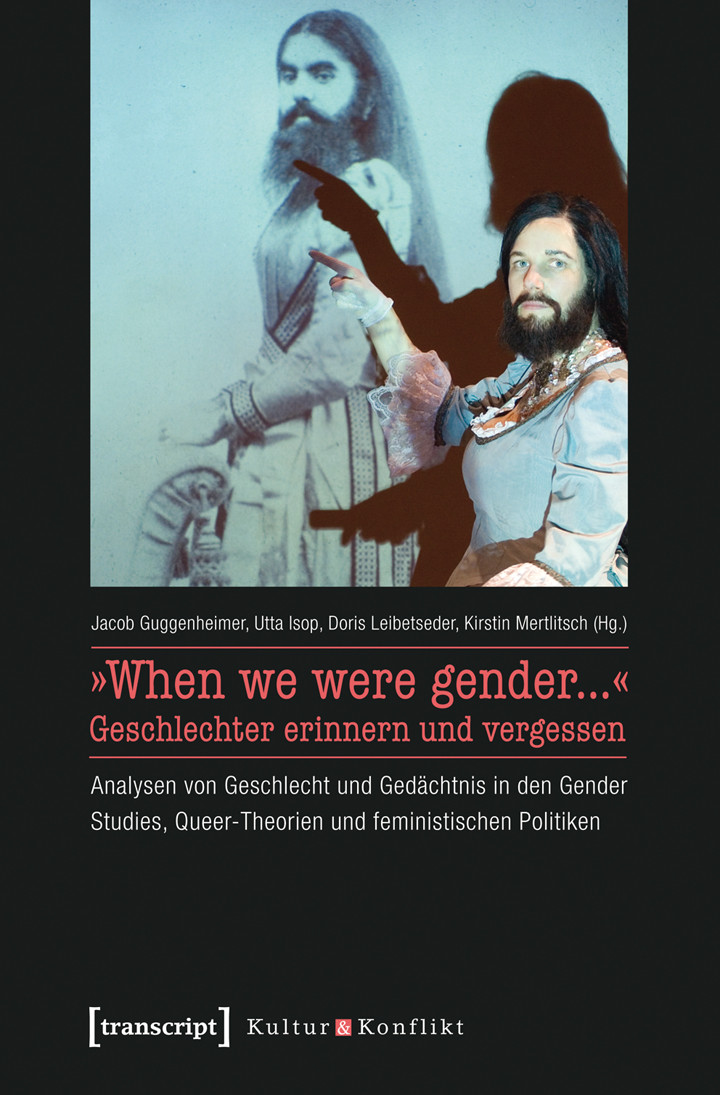 Jacob Guggenheimer, Utta Isop, Doris Leibetseder, Kirstin Mertlitsch (Hg.)
»When we were gender...«
Geschlechter erinnern und vergessen
Analysen von Geschlecht und Gedächtnis in den Gender
Studies, Queer-Theorien und feministischen Politiken
[transcript] Kultur & Konflikt